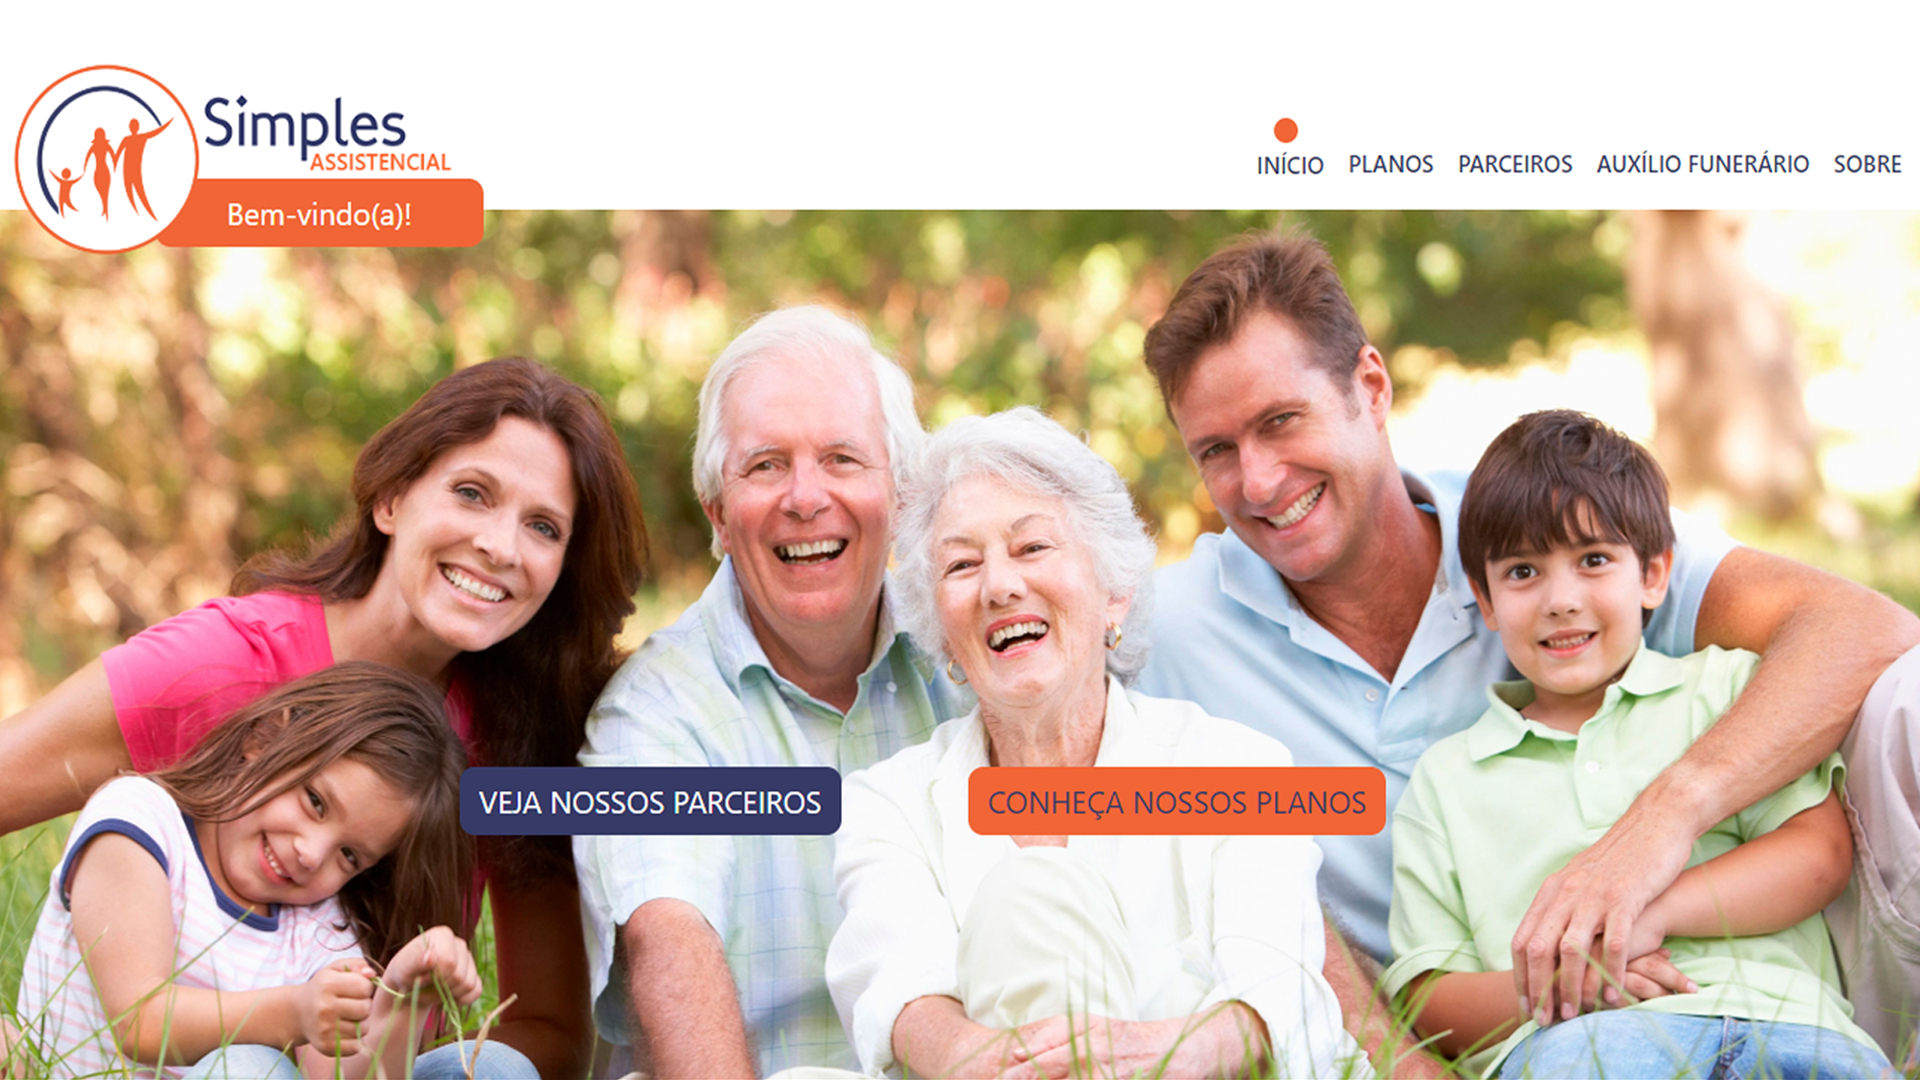 Simples
ASSISTENCIAL
Bem-vindo(a)!
INÍCIO PLANOS PARCEIROS AUXÍLIO FUNERÁRIO SOBRE
VEJA NOSSOS PARCEIROS CONHEÇA NOSSOS PLANOS